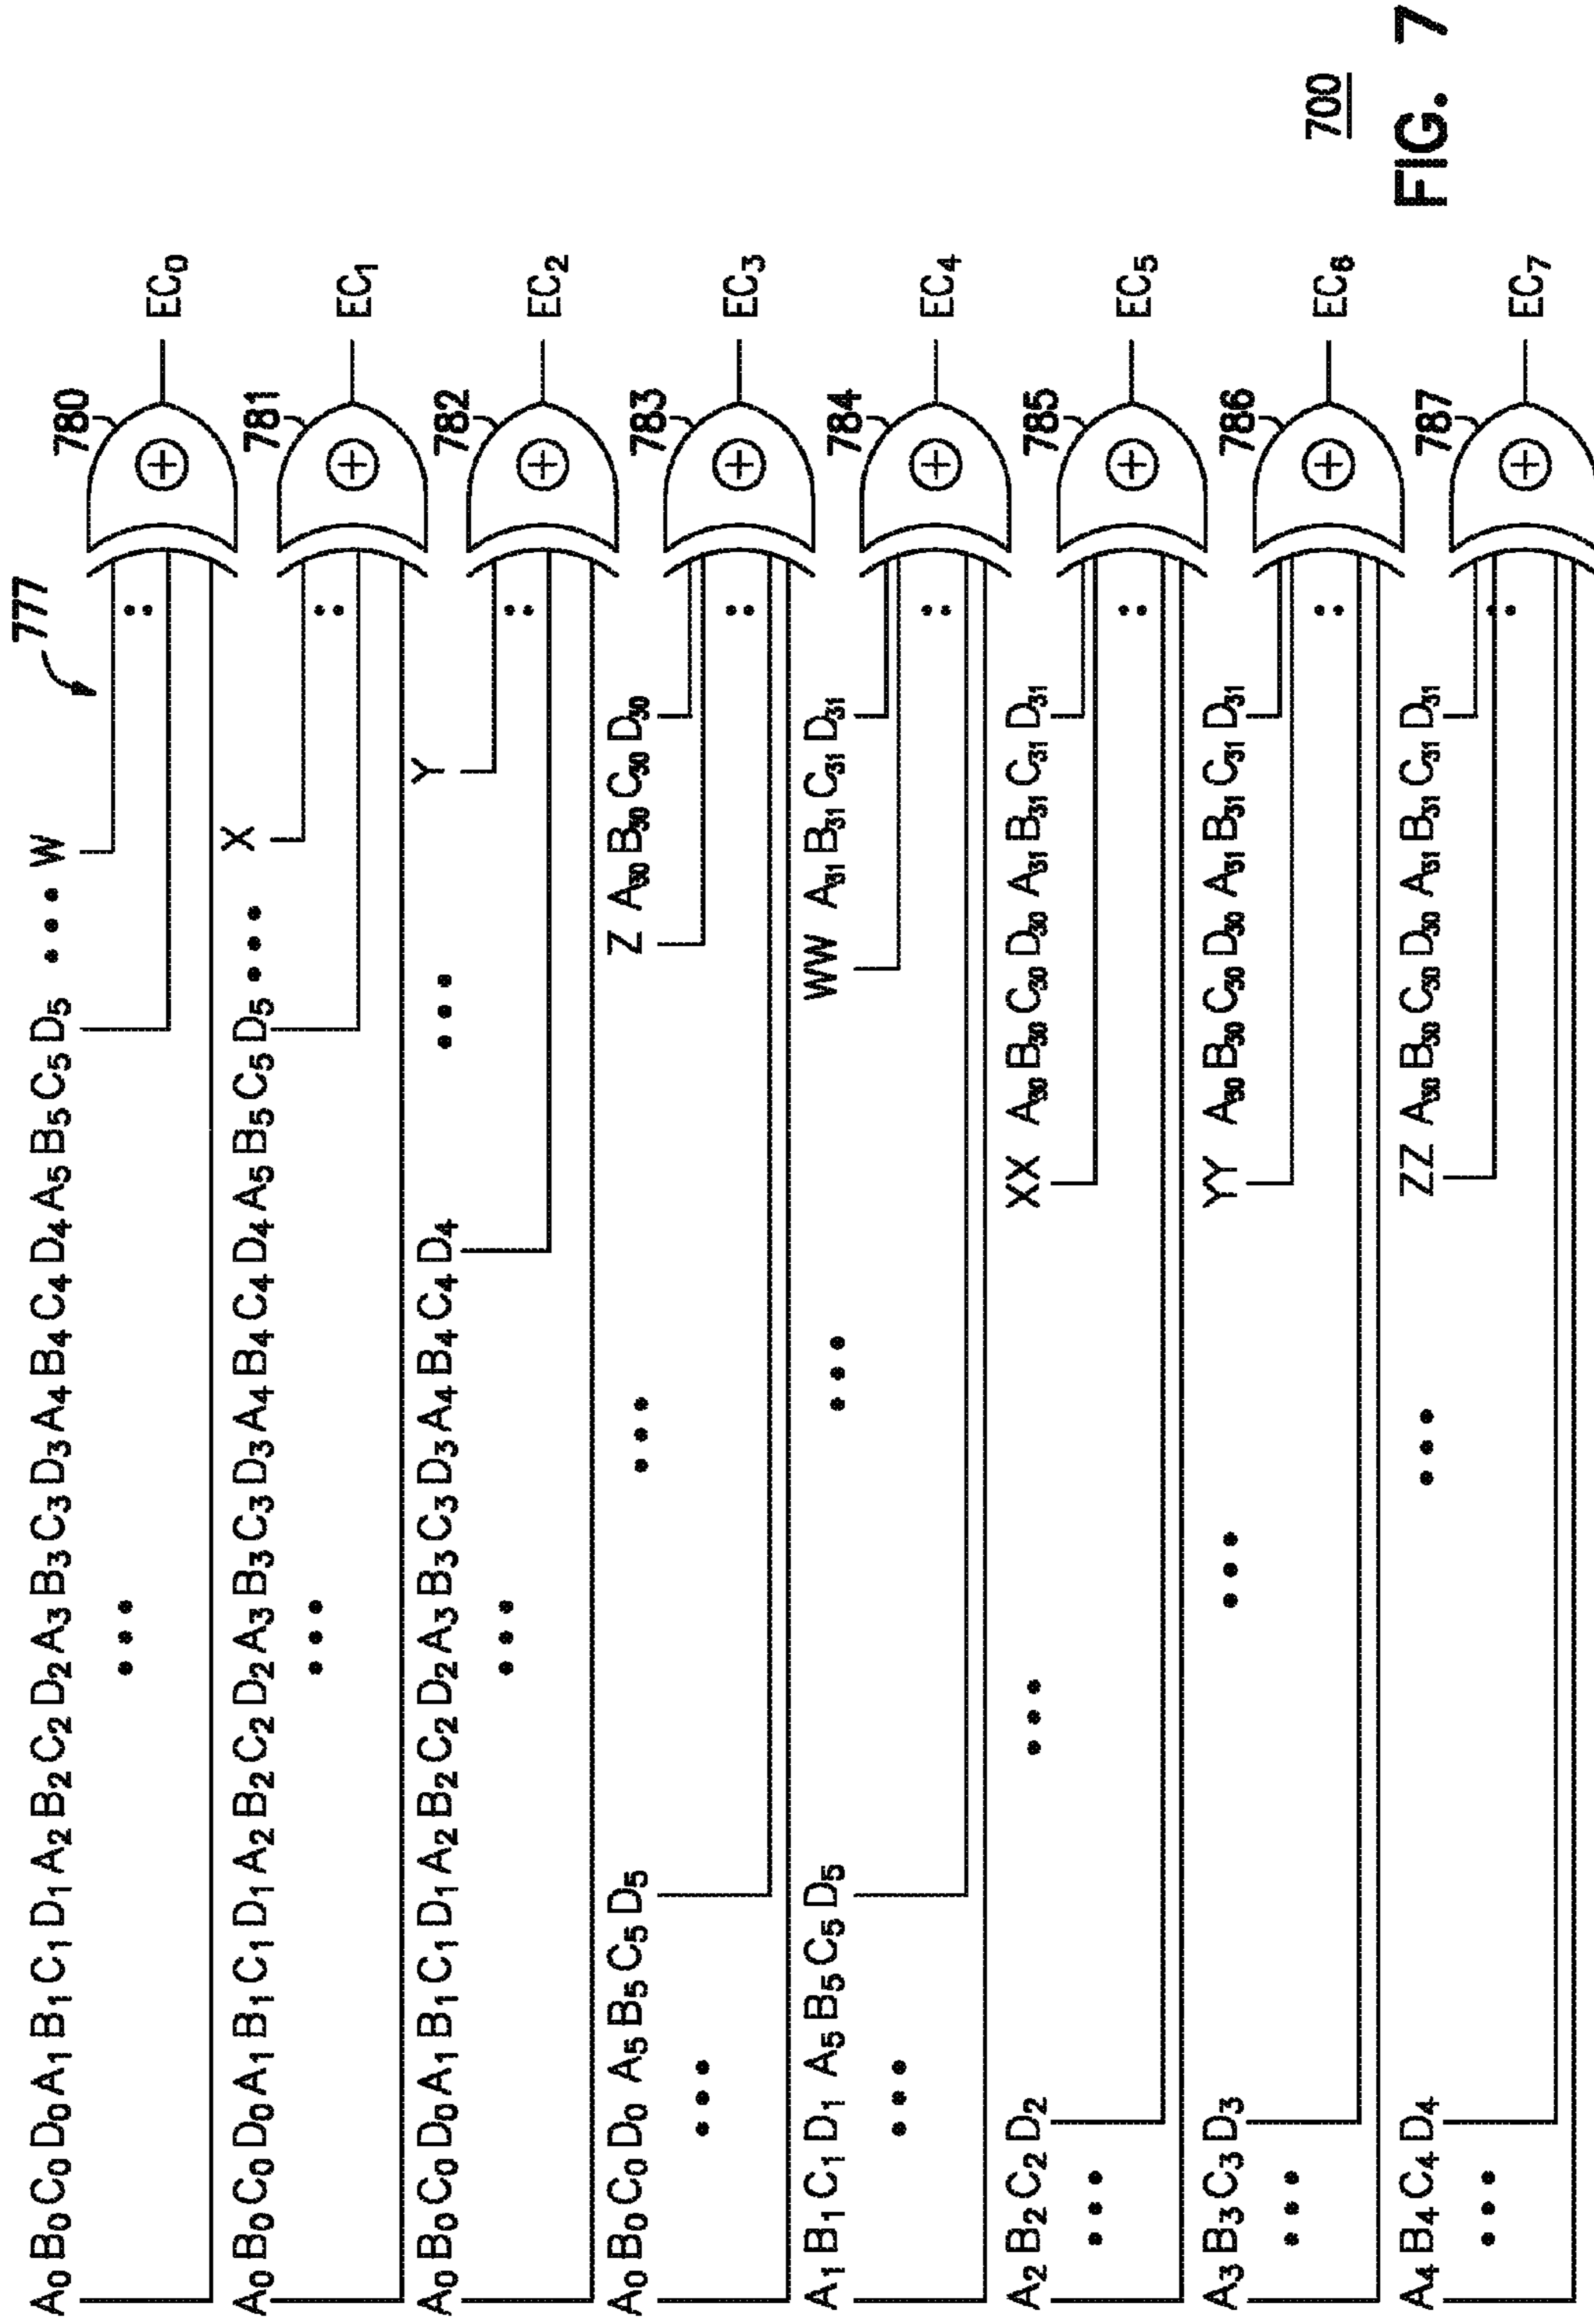 777
A0 B0 C0 D0 A1 B1 C1 D1 A2 B2 C2 D2 A3 B3 C3 D3 A4 B4 C4 D4 A5 B5 C5 D5 ••• W
•••
780
EC0
A0 B0 C0 D0 A1 B1 C1 D1 A2 B2 C2 D2 A3 B3 C3 D3 A4 B4 C4 D4 A5 B5 C5 D5 ••• X
•••
781
EC1
A0 B0 C0 D0 A1 B1 C1 D1 A2 B2 C2 D2 A3 B3 C3 D3 A4 B4 C4 D4 ••• Y
•••
782
EC2
A0 B0 C0 D0 A5 B5 C5 D5 ••• Z A30 B30 C30 D30
•••
783
EC3
A1 B1 C1 D1 A5 B5 C5 D5 ••• WW A31 B31 C31 D31
•••
784
EC4
A2 B2 C2 D2 ••• XX A30 B30 C30 D30 A31 B31 C31 D31
•••
785
EC5
A3 B3 C3 D3 ••• YY A30 B30 C30 D30 A31 B31 C31 D31
•••
786
EC6
A4 B4 C4 D4 ••• ZZ A30 B30 C30 D30 A31 B31 C31 D31
•••
787
EC7
700
FIG. 7